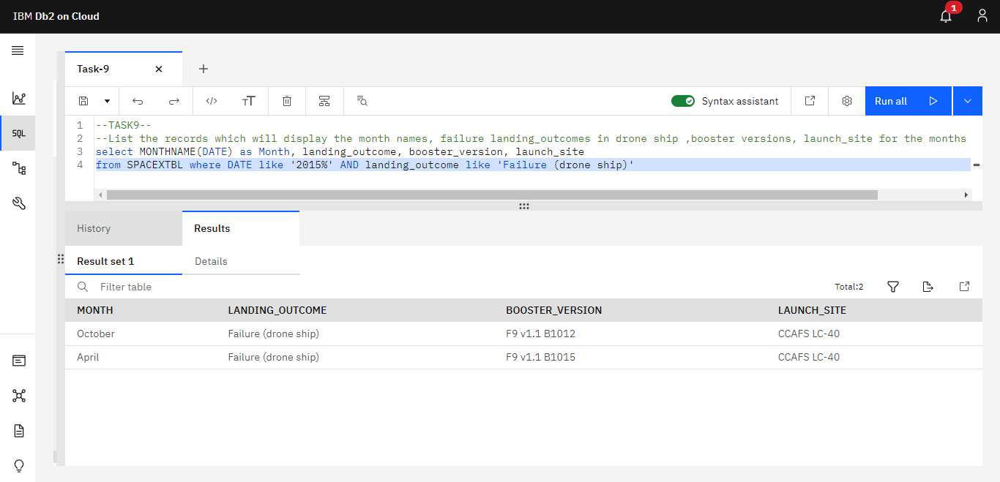 IBM Db2 on Cloud
1
Task-9
Syntax assistant
Run all
SQL
1 --TASK9--
2 --List the records which will display the month names, failure landing_outcomes in drone ship ,booster versions, launch_site for the months
3 select MONTHNAME(DATE) as Month, landing_outcome, booster_version, launch_site
4 from SPACEXTBL where DATE like '2015%' AND landing_outcome like 'Failure (drone ship)'
History Results
Result set 1 Details
Filter table Total:2
MONTH LANDING_OUTCOME BOOSTER_VERSION LAUNCH_SITE
October Failure (drone ship) F9 v1.1 B1012 CCAFS LC-40
April Failure (drone ship) F9 v1.1 B1015 CCAFS LC-40